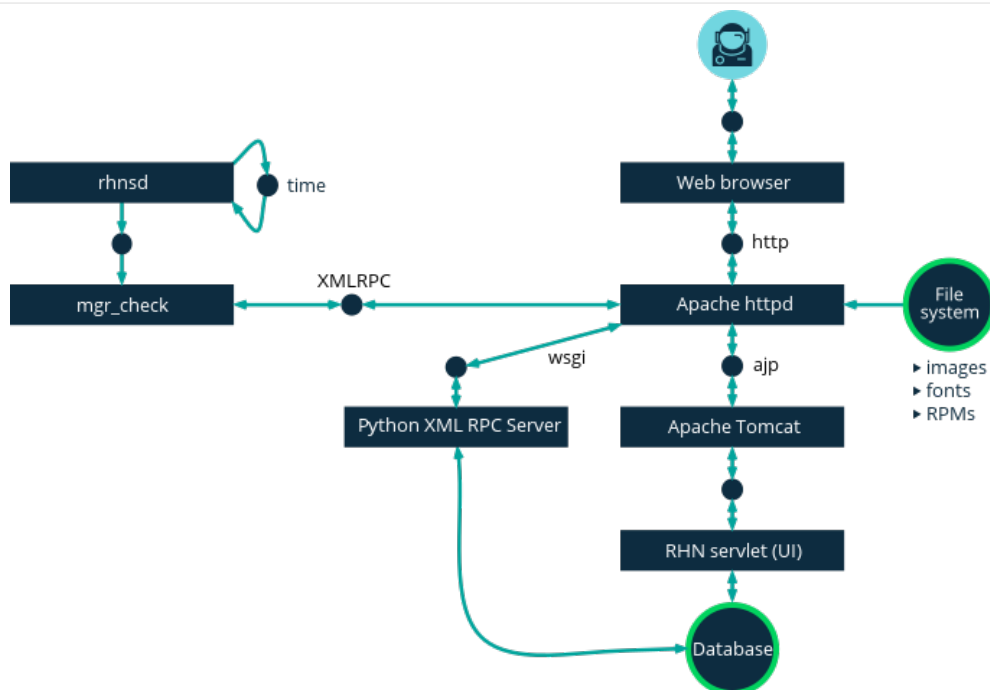 rhnsd
time
Web browser
http
XMLRPC
mgr_check
Apache httpd
File
system
wsgi
ajp
▸ images
▸ fonts
▸ RPMs
Python XML RPC Server
Apache Tomcat
RHN servlet (UI)
Database